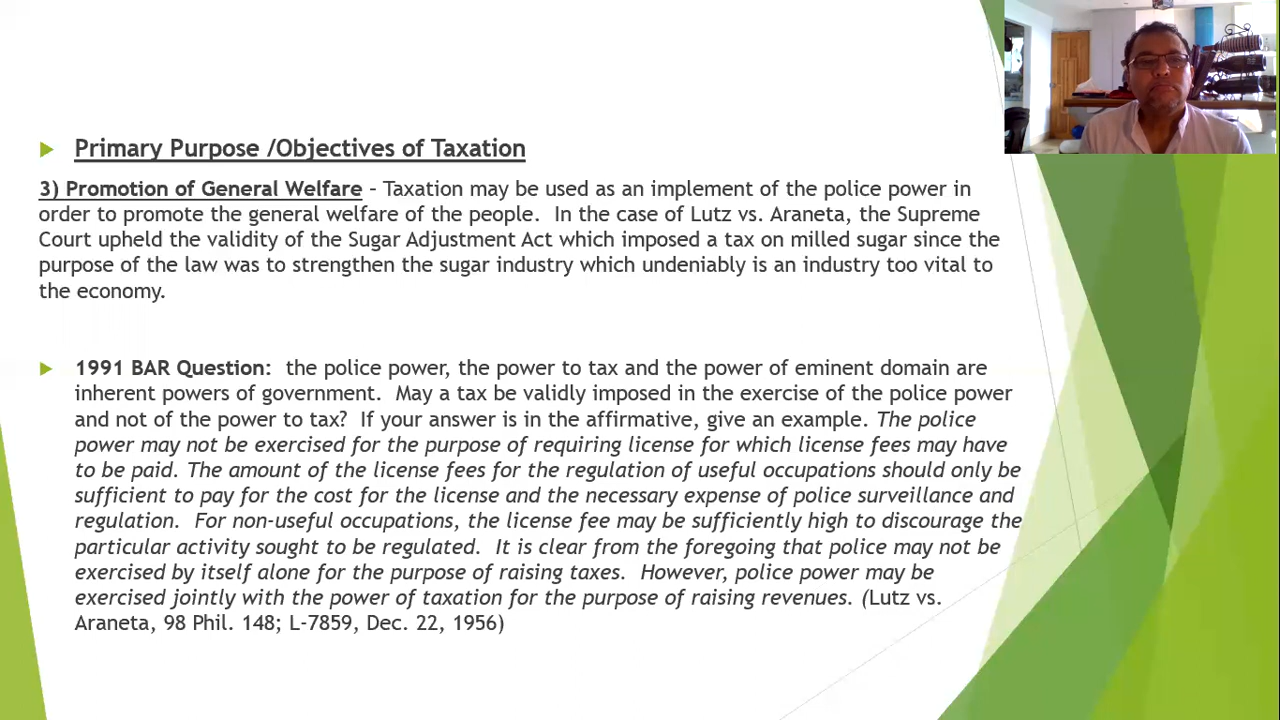 Primary Purpose /Objectives of Taxation
3) Promotion of General Welfare – Taxation may be used as an implement of the police power in
order to promote the general welfare of the people. In the case of Lutz vs. Araneta, the Supreme
Court upheld the validity of the Sugar Adjustment Act which imposed a tax on milled sugar since the
purpose of the law was to strengthen the sugar industry which undeniably is an industry too vital to
the economy.
1991 BAR Question: the police power, the power to tax and the power of eminent domain are
inherent powers of government. May a tax be validly imposed in the exercise of the police power
and not of the power to tax? If your answer is in the affirmative, give an example. The police
power may not be exercised for the purpose of requiring license for which license fees may have
to be paid. The amount of the license fees for the regulation of useful occupations should only be
sufficient to pay for the cost for the license and the necessary expense of police surveillance and
regulation. For non-useful occupations, the license fee may be sufficiently high to discourage the
particular activity sought to be regulated. It is clear from the foregoing that police may not be
exercised by itself alone for the purpose of raising taxes. However, police power may be
exercised jointly with the power of taxation for the purpose of raising revenues. (Lutz vs.
Araneta, 98 Phil. 148; L-7859, Dec. 22, 1956)